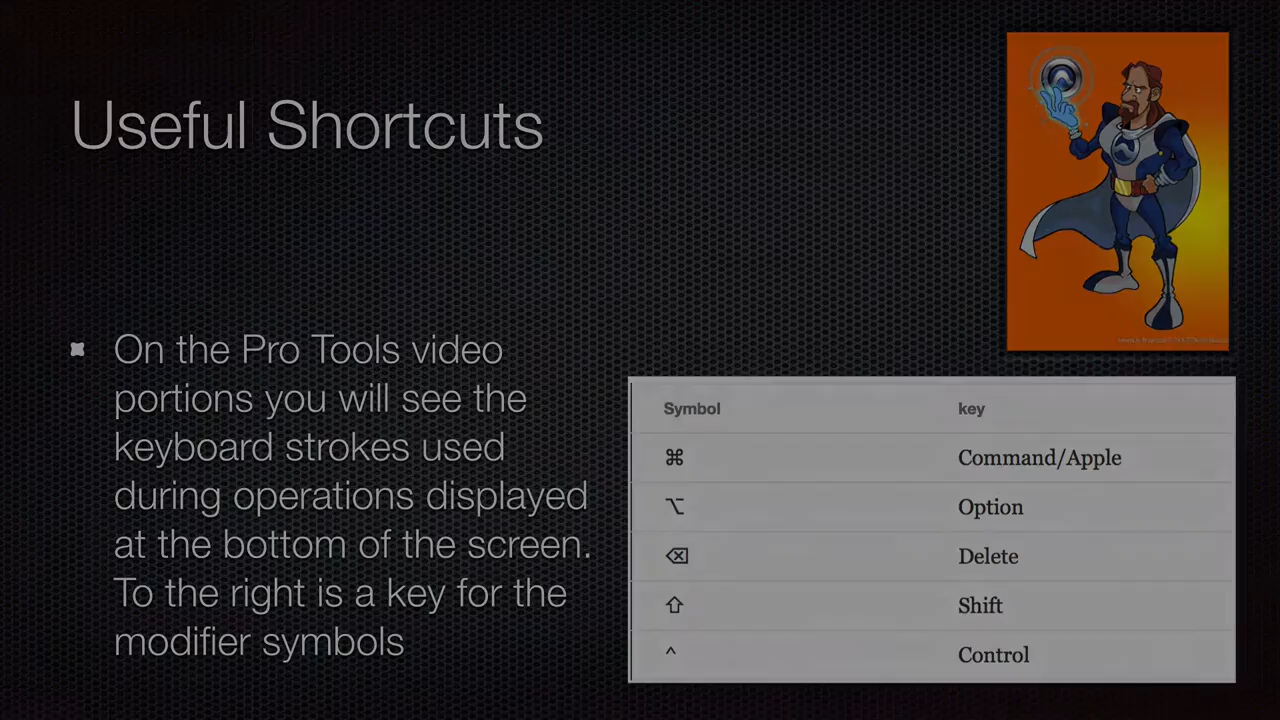 Useful Shortcuts
On the Pro Tools video
portions you will see the
keyboard strokes used
during operations displayed
at the bottom of the screen.
To the right is a key for the
modifier symbols
Symbol key
⌘ Command/Apple
⌥ Option
⌫ Delete
⇧ Shift
^ Control